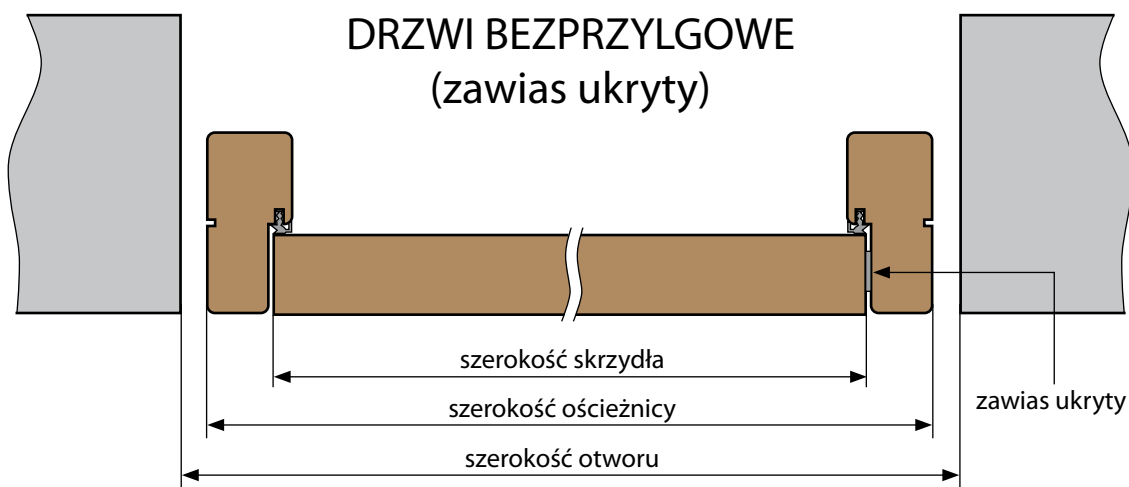 DRZWI BEZPRZYLGOWE
(zawias ukryty)
szerokość skrzydła
szerokość ościeżnicy
zawias ukryty
szerokość otworu